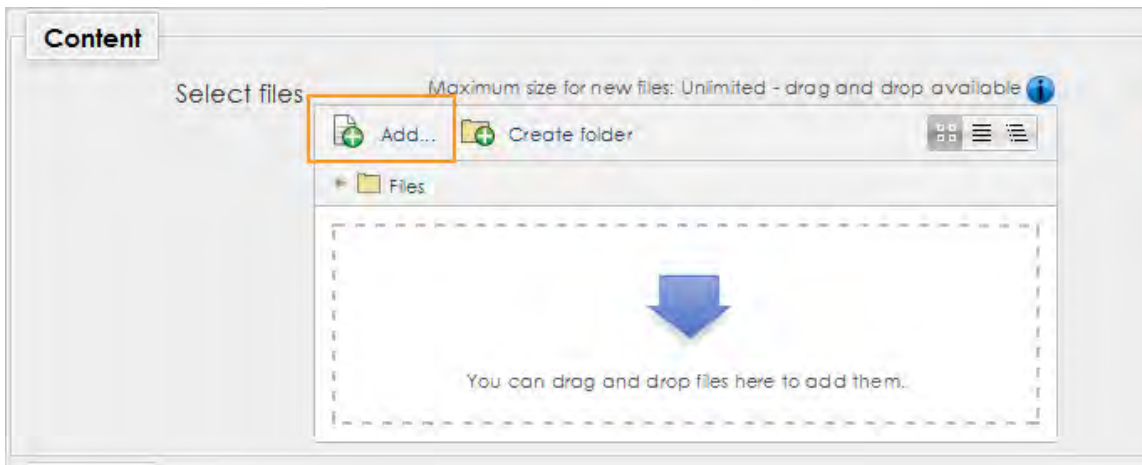 Content
Select files
Maximum size for new files: Unlimited - drag and drop available
Add... Create folder
Files
You can drag and drop files here to add them.